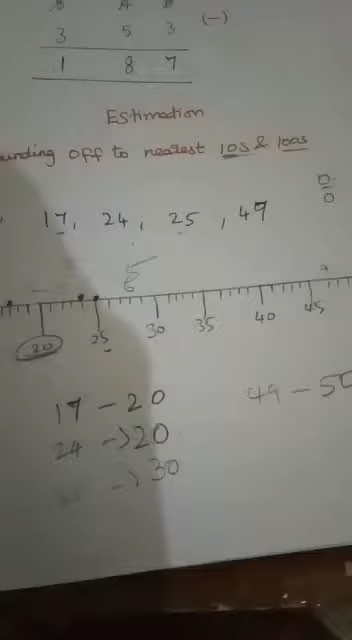 3 5 3 (-)
1 8 7
Estimation
unding off to nearest 10s & 100s
17, 24, 25, 49
20 25 30 35 40 45
17 - 20 49 - 50
24 -> 20
-> 30